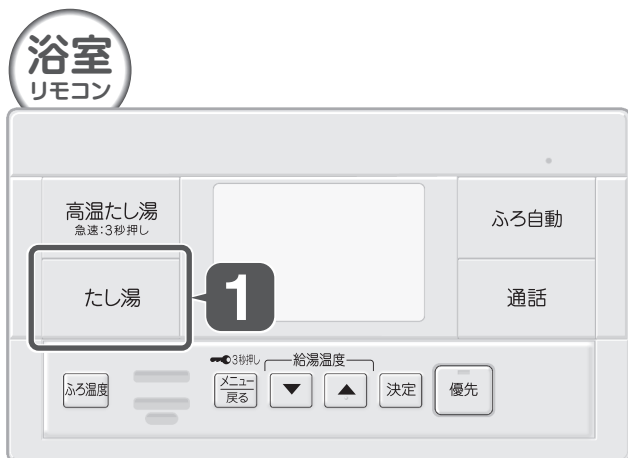 浴室
リモコン
高温たし湯
急速:3秒押し
ふろ自動
たし湯
1
通話
3秒押し
給湯温度
ふろ温度
メニュー
戻る
▼
▲
決定
優先